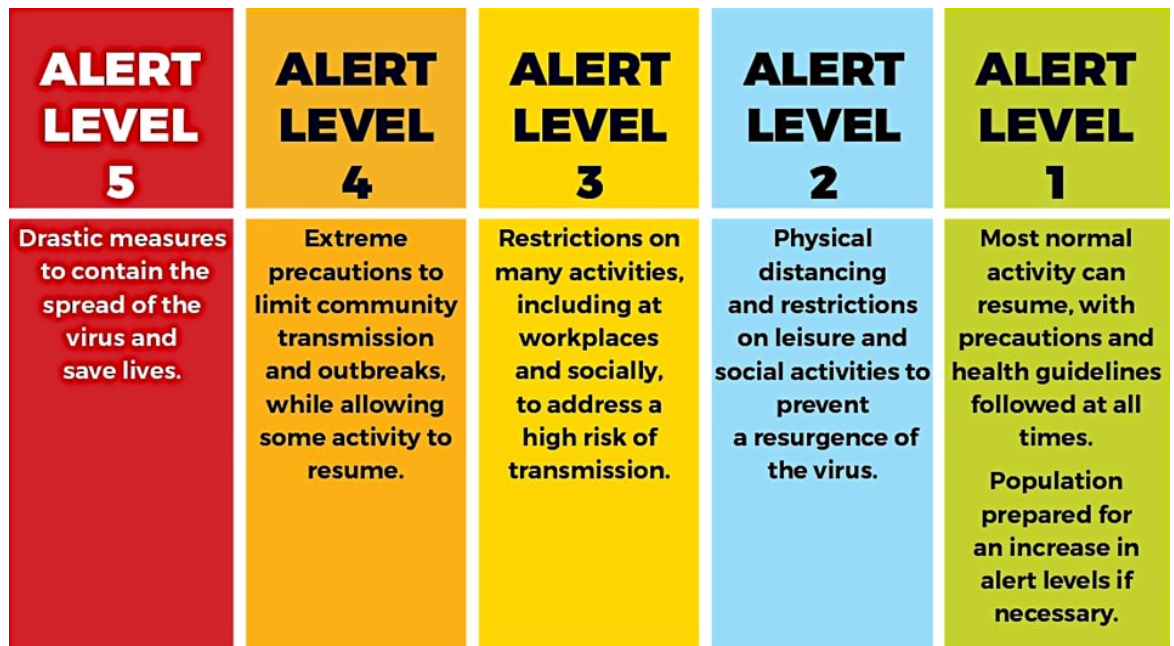 ALERT
LEVEL
5
Drastic measures
to contain the
spread of the
virus and
save lives.
ALERT
LEVEL
4
Extreme
precautions to
limit community
transmission
and outbreaks,
while allowing
some activity to
resume.
ALERT
LEVEL
3
Restrictions on
many activities,
including at
workplaces
and socially,
to address a
high risk of
transmission.
ALERT
LEVEL
2
Physical
distancing
and restrictions
on leisure and
social activities to
prevent
a resurgence of
the virus.
ALERT
LEVEL
1
Most normal
activity can
resume, with
precautions and
health guidelines
followed at all
times.
Population
prepared for
an increase in
alert levels if
necessary.